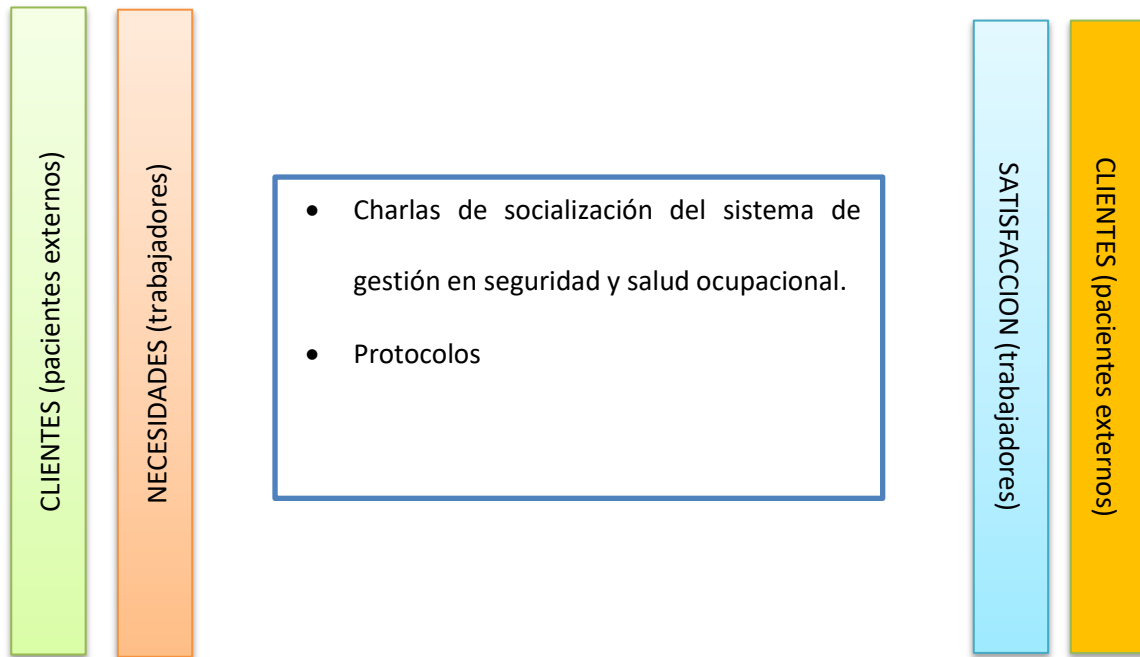 CLIENTES (pacientes externos)
NECESIDADES (trabajadores)
• Charlas de socialización del sistema de
gestión en seguridad y salud ocupacional.
• Protocolos
SATISFACCION (trabajadores)
CLIENTES (pacientes externos)